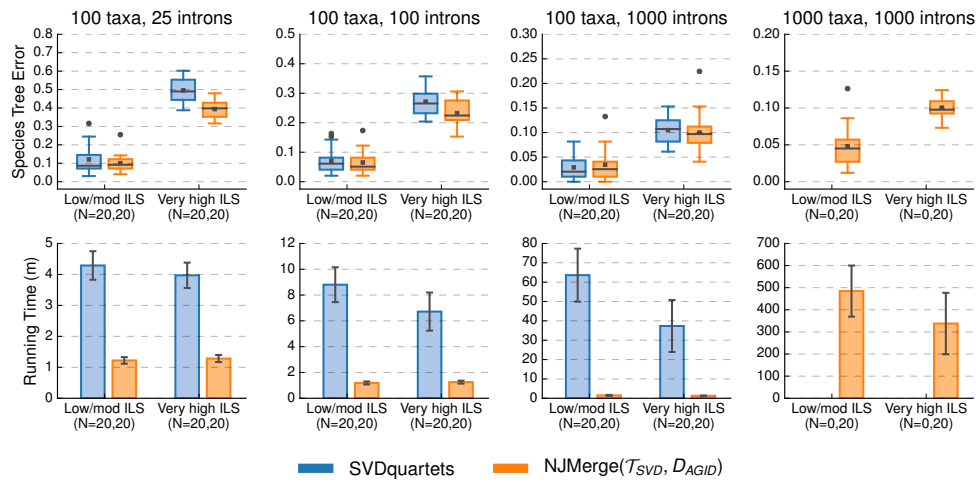 100 taxa, 25 introns
100 taxa, 100 introns
100 taxa, 1000 introns
1000 taxa, 1000 introns
Species Tree Error
0.8
0.7
0.6
0.5
0.4
0.3
0.2
0.1
0.0
Low/mod ILS
(N=20,20)
Very high ILS
(N=20,20)
0.5
0.4
0.3
0.2
0.1
0.0
Low/mod ILS
(N=20,20)
Very high ILS
(N=20,20)
0.30
0.25
0.20
0.15
0.10
0.05
0.00
Low/mod ILS
(N=20,20)
Very high ILS
(N=20,20)
0.20
0.15
0.10
0.05
0.00
Low/mod ILS
(N=0,20)
Very high ILS
(N=0,20)
Running Time (m)
5
4
3
2
1
0
Low/mod ILS
(N=20,20)
Very high ILS
(N=20,20)
12
10
8
6
4
2
0
Low/mod ILS
(N=20,20)
Very high ILS
(N=20,20)
80
70
60
50
40
30
20
10
0
Low/mod ILS
(N=20,20)
Very high ILS
(N=20,20)
700
600
500
400
300
200
100
0
Low/mod ILS
(N=0,20)
Very high ILS
(N=0,20)
SVDquartets
NJMerge(𝒯SVD, DAGID)